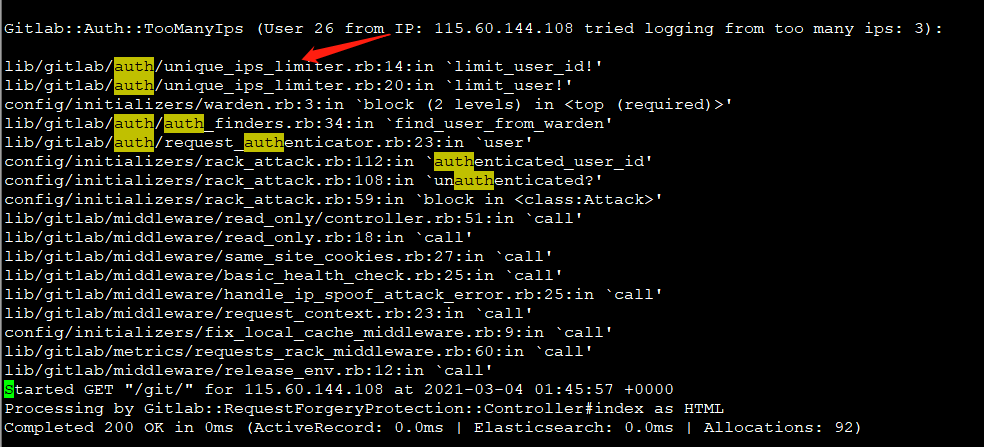 Gitlab::Auth::TooManyIps (User 26 from IP: 115.60.144.108 tried logging from too many ips: 3):
lib/gitlab/auth/unique_ips_limiter.rb:14:in `limit_user_id!'
lib/gitlab/auth/unique_ips_limiter.rb:20:in `limit_user!'
config/initializers/warden.rb:3:in `block (2 levels) in <top (required)>'
lib/gitlab/auth/auth_finders.rb:34:in `find_user_from_warden'
lib/gitlab/auth/request_authenticator.rb:23:in `user'
config/initializers/rack_attack.rb:112:in `authenticated_user_id'
config/initializers/rack_attack.rb:108:in `unauthenticated?'
config/initializers/rack_attack.rb:59:in `block in <class:Attack>'
lib/gitlab/middleware/read_only/controller.rb:51:in `call'
lib/gitlab/middleware/read_only.rb:18:in `call'
lib/gitlab/middleware/same_site_cookies.rb:27:in `call'
lib/gitlab/middleware/basic_health_check.rb:25:in `call'
lib/gitlab/middleware/handle_ip_spoof_attack_error.rb:25:in `call'
lib/gitlab/middleware/request_context.rb:23:in `call'
config/initializers/fix_local_cache_middleware.rb:9:in `call'
lib/gitlab/metrics/requests_rack_middleware.rb:60:in `call'
lib/gitlab/middleware/release_env.rb:12:in `call'
Started GET "/git/" for 115.60.144.108 at 2021-03-04 01:45:57 +0000
Processing by Gitlab::RequestForgeryProtection::Controller#index as HTML
Completed 200 OK in 0ms (ActiveRecord: 0.0ms | Elasticsearch: 0.0ms | Allocations: 92)